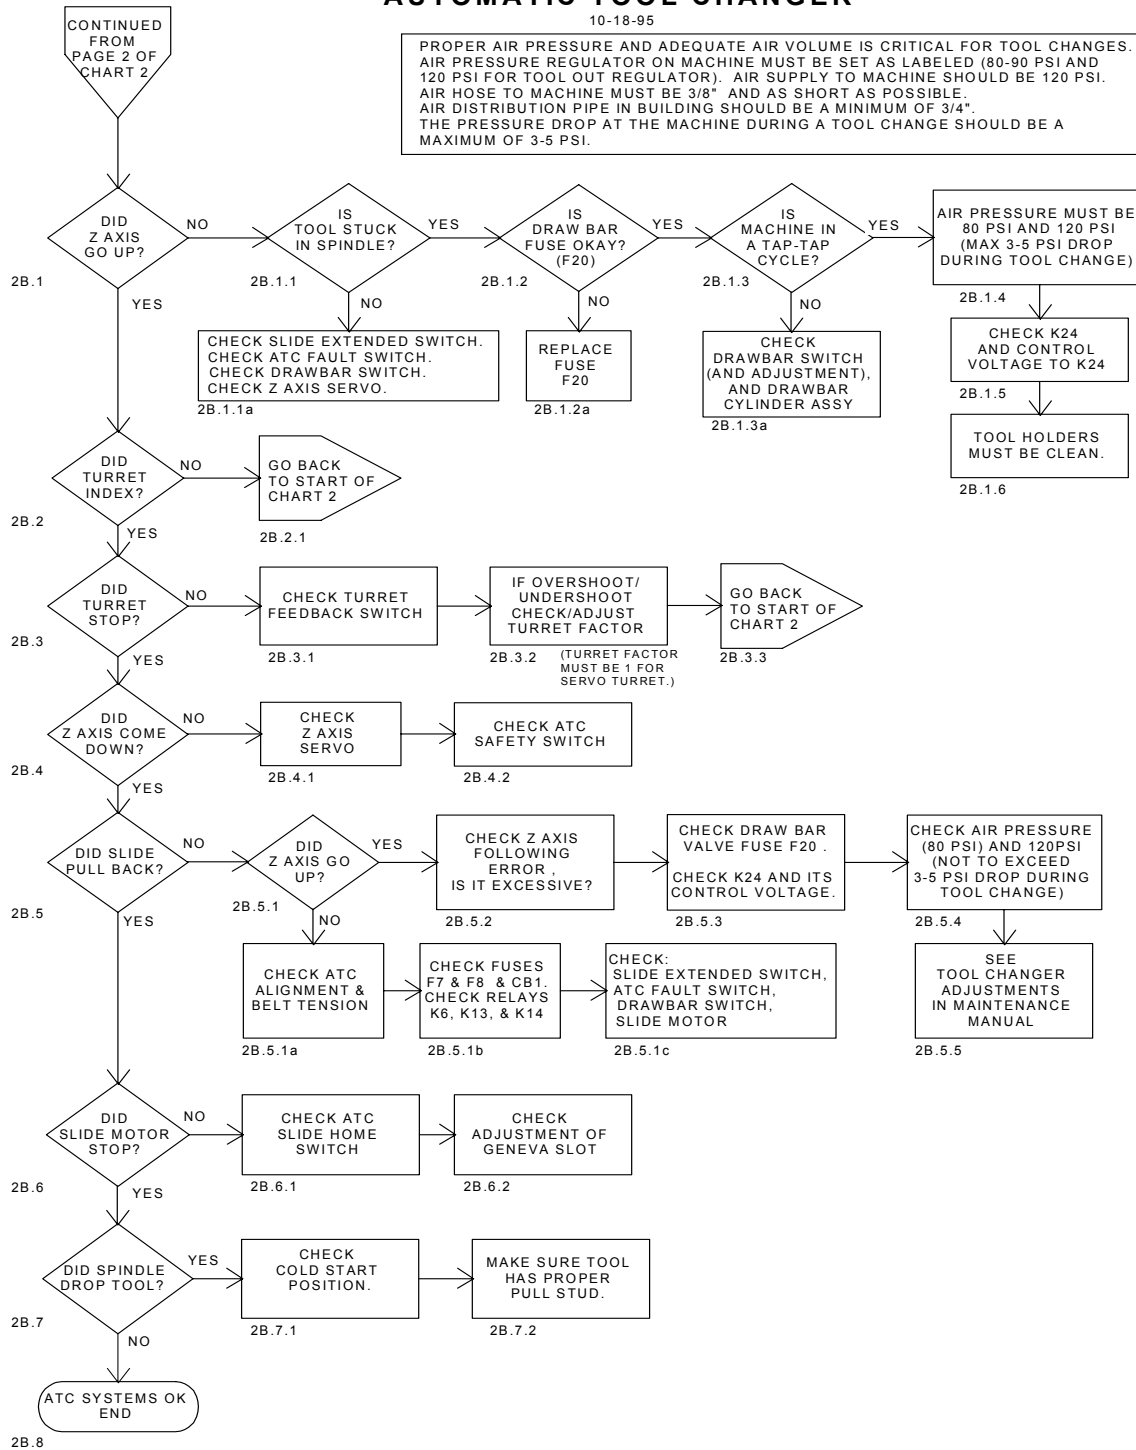 AUTOMATIC TOOL CHANGER
10-18-95
CONTINUED
FROM
PAGE 2 OF
CHART 2
PROPER AIR PRESSURE AND ADEQUATE AIR VOLUME IS CRITICAL FOR TOOL CHANGES.
AIR PRESSURE REGULATOR ON MACHINE MUST BE SET AS LABELED (80-90 PSI AND
120 PSI FOR TOOL OUT REGULATOR). AIR SUPPLY TO MACHINE SHOULD BE 120 PSI.
AIR HOSE TO MACHINE MUST BE 3/8" AND AS SHORT AS POSSIBLE.
AIR DISTRIBUTION PIPE IN BUILDING SHOULD BE A MINIMUM OF 3/4".
THE PRESSURE DROP AT THE MACHINE DURING A TOOL CHANGE SHOULD BE A
MAXIMUM OF 3-5 PSI.
DID
Z AXIS
GO UP?
2B.1
NO
YES
IS
TOOL STUCK
IN SPINDLE?
2B.1.1
YES
NO
IS
DRAW BAR
FUSE OKAY?
(F20)
2B.1.2
YES
NO
IS
MACHINE IN
A TAP-TAP
CYCLE?
2B.1.3
YES
NO
AIR PRESSURE MUST BE
80 PSI AND 120 PSI
(MAX 3-5 PSI DROP
DURING TOOL CHANGE)
2B.1.4
CHECK SLIDE EXTENDED SWITCH.
CHECK ATC FAULT SWITCH.
CHECK DRAWBAR SWITCH.
CHECK Z AXIS SERVO.
2B.1.1a
REPLACE
FUSE
F20
2B.1.2a
CHECK
DRAWBAR SWITCH
(AND ADJUSTMENT),
AND DRAWBAR
CYLINDER ASSY
2B.1.3a
CHECK K24
AND CONTROL
VOLTAGE TO K24
2B.1.5
TOOL HOLDERS
MUST BE CLEAN.
2B.1.6
DID
TURRET
INDEX?
2B.2
NO
YES
GO BACK
TO START OF
CHART 2
2B.2.1
DID
TURRET
STOP?
2B.3
NO
YES
CHECK TURRET
FEEDBACK SWITCH
2B.3.1
IF OVERSHOOT/
UNDERSHOOT
CHECK/ADJUST
TURRET FACTOR
2B.3.2
(TURRET FACTOR
MUST BE 1 FOR
SERVO TURRET.)
GO BACK
TO START OF
CHART 2
2B.3.3
DID
Z AXIS COME
DOWN?
2B.4
NO
YES
CHECK
Z AXIS
SERVO
2B.4.1
CHECK ATC
SAFETY SWITCH
2B.4.2
DID SLIDE
PULL BACK?
2B.5
NO
YES
DID
Z AXIS GO
UP?
2B.5.1
YES
NO
CHECK Z AXIS
FOLLOWING
ERROR ,
IS IT EXCESSIVE?
2B.5.2
CHECK DRAW BAR
VALVE FUSE F20 .
CHECK K24 AND ITS
CONTROL VOLTAGE.
2B.5.3
CHECK AIR PRESSURE
(80 PSI) AND 120PSI
(NOT TO EXCEED
3-5 PSI DROP DURING
TOOL CHANGE)
2B.5.4
CHECK ATC
ALIGNMENT &
BELT TENSION
2B.5.1a
CHECK FUSES
F7 & F8 & CB1.
CHECK RELAYS
K6, K13, & K14
2B.5.1b
CHECK:
SLIDE EXTENDED SWITCH,
ATC FAULT SWITCH,
DRAWBAR SWITCH,
SLIDE MOTOR
2B.5.1c
SEE
TOOL CHANGER
ADJUSTMENTS
IN MAINTENANCE
MANUAL
2B.5.5
DID
SLIDE MOTOR
STOP?
2B.6
NO
YES
CHECK ATC
SLIDE HOME
SWITCH
2B.6.1
CHECK
ADJUSTMENT OF
GENEVA SLOT
2B.6.2
DID SPINDLE
DROP TOOL?
2B.7
YES
NO
CHECK
COLD START
POSITION.
2B.7.1
MAKE SURE TOOL
HAS PROPER
PULL STUD.
2B.7.2
ATC SYSTEMS OK
END
2B.8